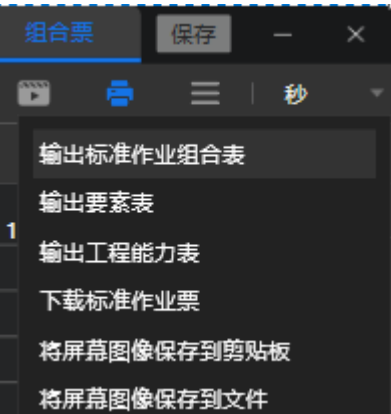 组合票 保存
秒
输出标准作业组合表
输出要素表
1
输出工程能力表
下载标准作业票
将屏幕图像保存到剪贴板
将屏幕图像保存到文件